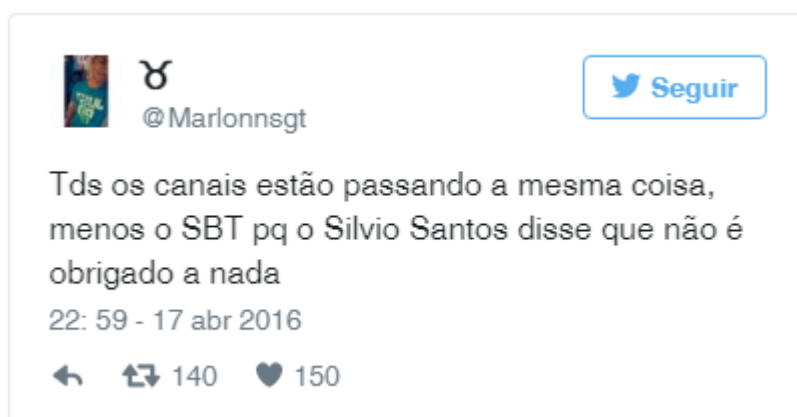 ♉
@Marlonnsgt
Seguir
Tds os canais estão passando a mesma coisa,
menos o SBT pq o Silvio Santos disse que não é
obrigado a nada
22: 59 - 17 abr 2016
140 150